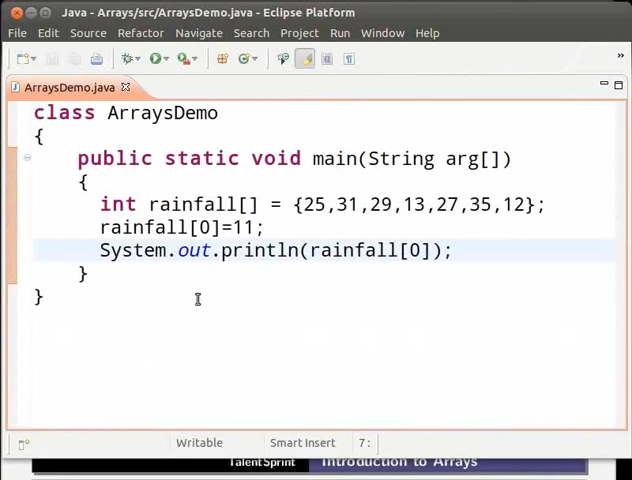 Java - Arrays/src/ArraysDemo.java - Eclipse Platform
File Edit Source Refactor Navigate Search Project Run Window Help
ArraysDemo.java
class ArraysDemo
{
public static void main(String arg[])
{
int rainfall[] = {25,31,29,13,27,35,12};
rainfall[0]=11;
System.out.println(rainfall[0]);
}
}
Writable Smart Insert 7:
TalentSprint Introduction to Arrays